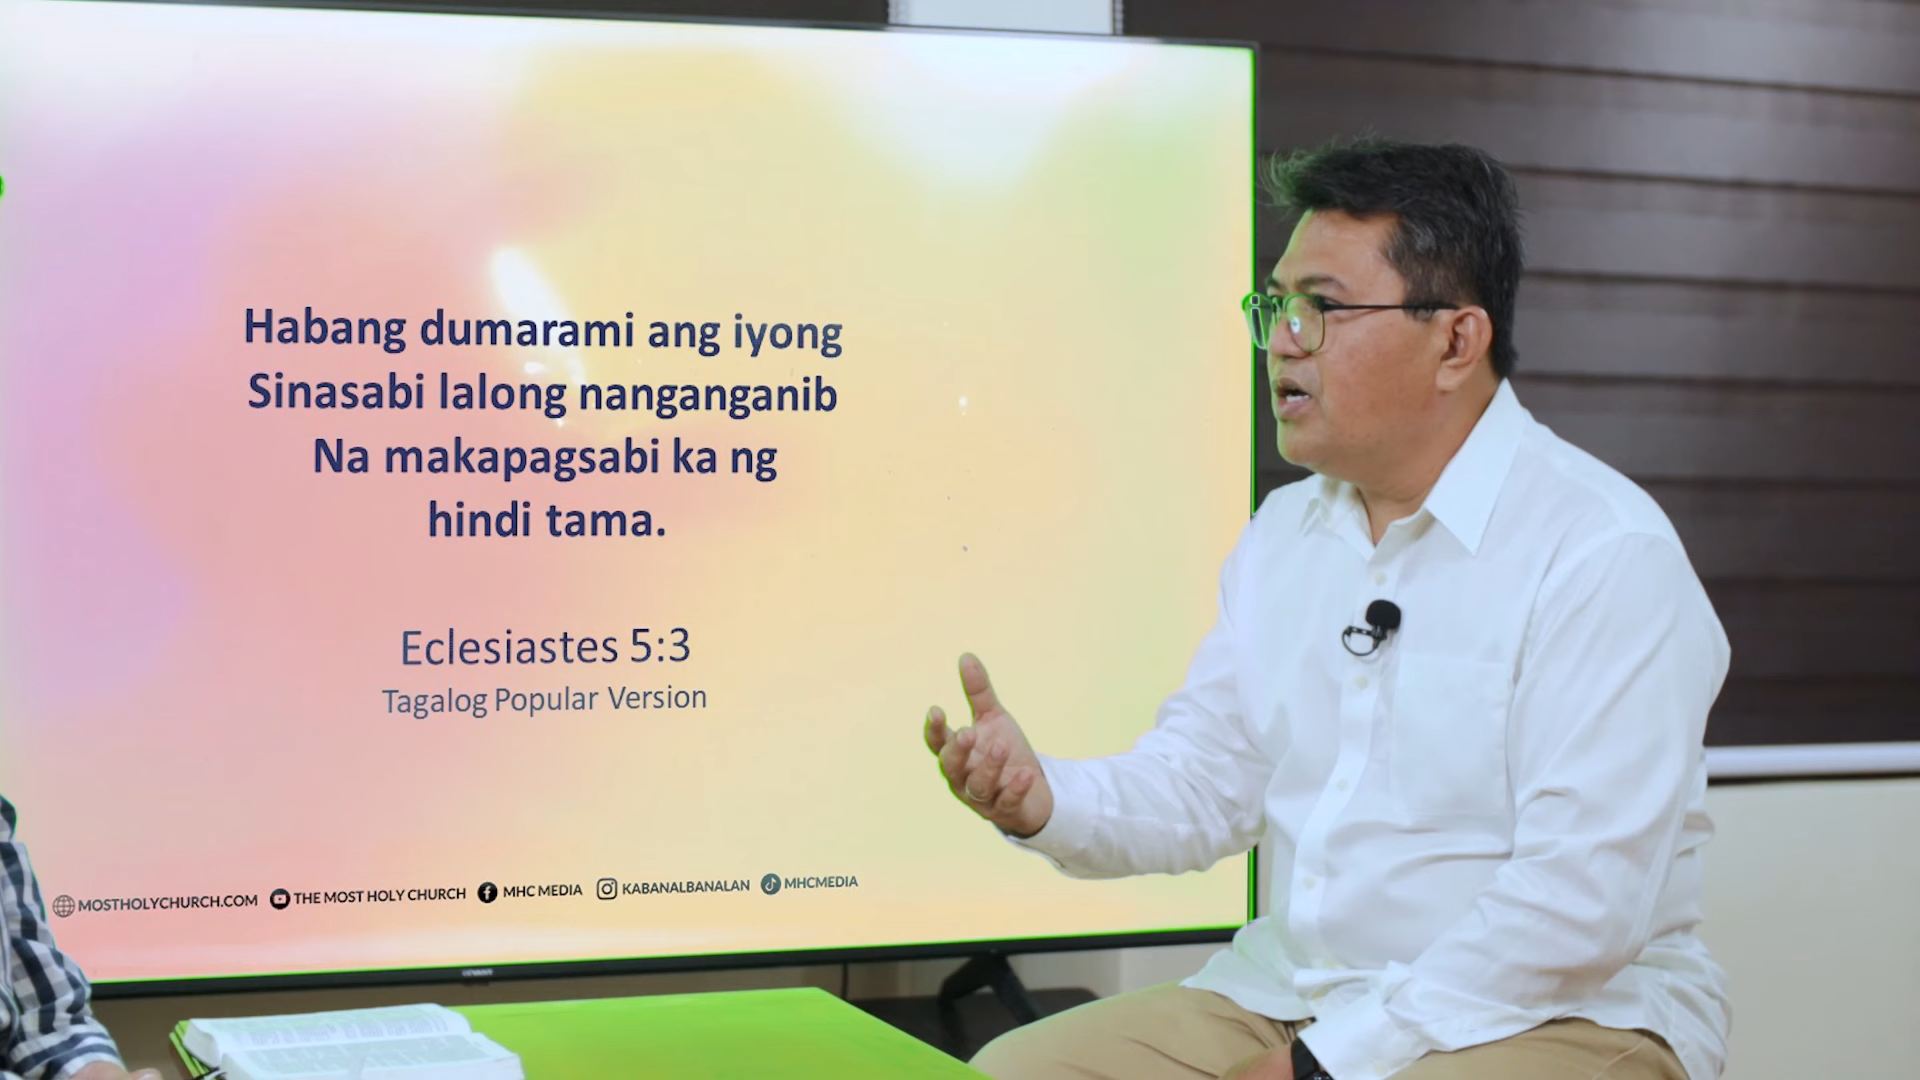 Habang dumarami ang iyong
Sinasabi lalong nanganganib
Na makapagsabi ka ng
hindi tama.
Eclesiastes 5:3
Tagalog Popular Version
MOSTHOLYCHURCH.COM THE MOST HOLY CHURCH MHC MEDIA KABANALBANALAN MHCMEDIA